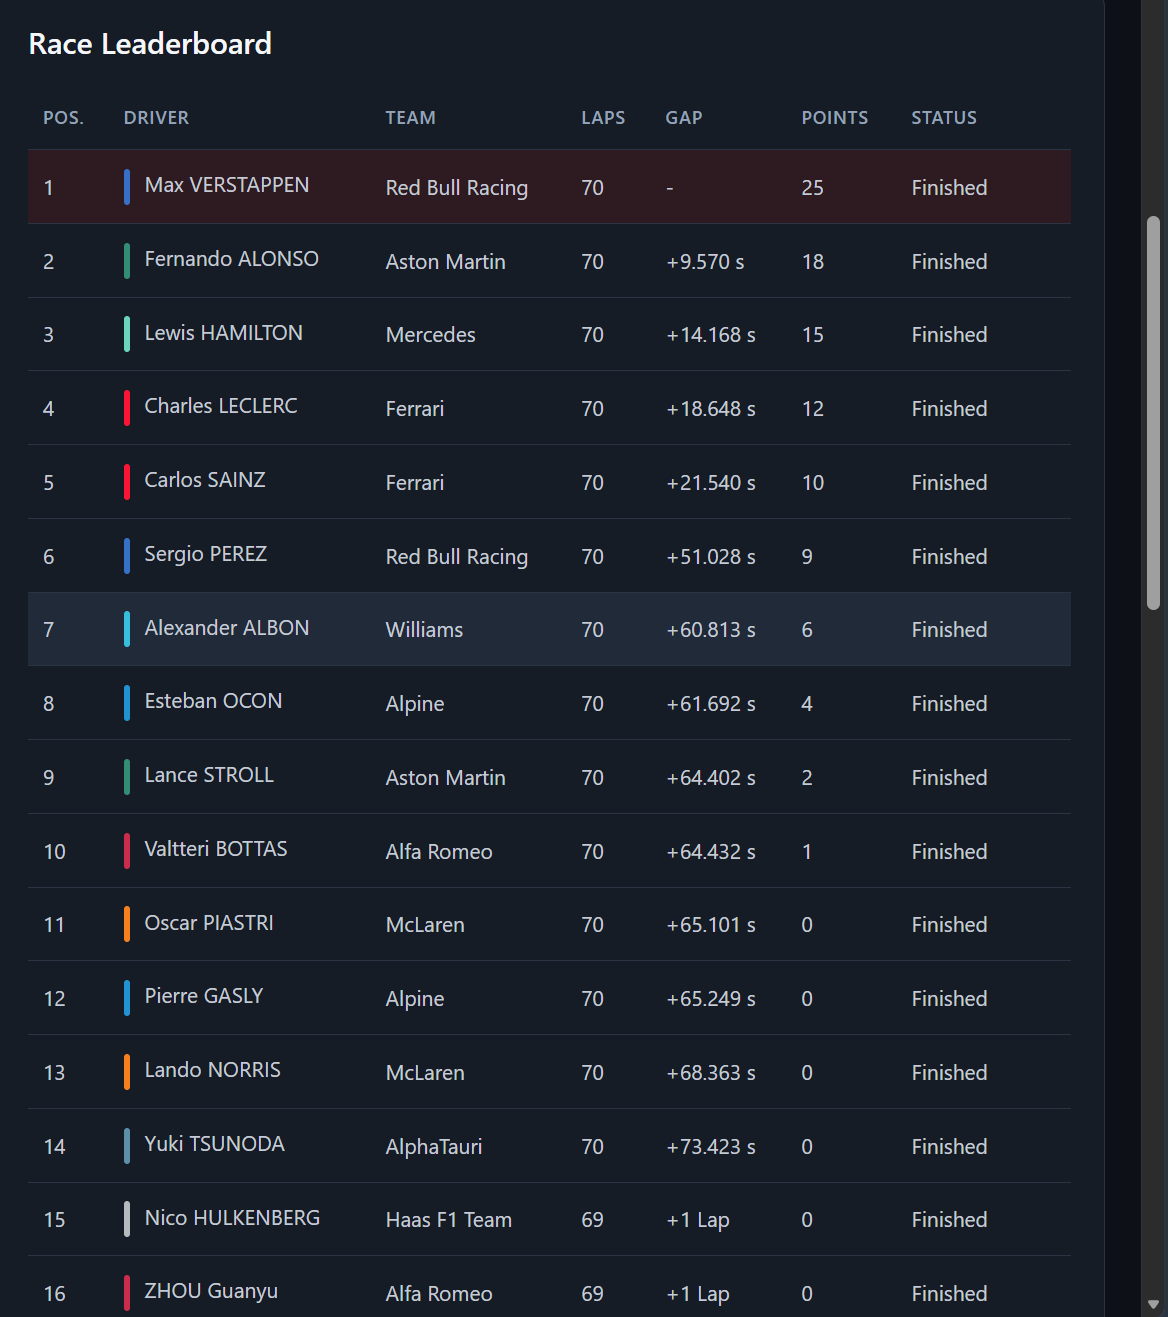 Race Leaderboard
POS. DRIVER TEAM LAPS GAP POINTS STATUS
1 Max VERSTAPPEN Red Bull Racing 70 - 25 Finished
2 Fernando ALONSO Aston Martin 70 +9.570 s 18 Finished
3 Lewis HAMILTON Mercedes 70 +14.168 s 15 Finished
4 Charles LECLERC Ferrari 70 +18.648 s 12 Finished
5 Carlos SAINZ Ferrari 70 +21.540 s 10 Finished
6 Sergio PEREZ Red Bull Racing 70 +51.028 s 9 Finished
7 Alexander ALBON Williams 70 +60.813 s 6 Finished
8 Esteban OCON Alpine 70 +61.692 s 4 Finished
9 Lance STROLL Aston Martin 70 +64.402 s 2 Finished
10 Valtteri BOTTAS Alfa Romeo 70 +64.432 s 1 Finished
11 Oscar PIASTRI McLaren 70 +65.101 s 0 Finished
12 Pierre GASLY Alpine 70 +65.249 s 0 Finished
13 Lando NORRIS McLaren 70 +68.363 s 0 Finished
14 Yuki TSUNODA AlphaTauri 70 +73.423 s 0 Finished
15 Nico HULKENBERG Haas F1 Team 69 +1 Lap 0 Finished
16 ZHOU Guanyu Alfa Romeo 69 +1 Lap 0 Finished